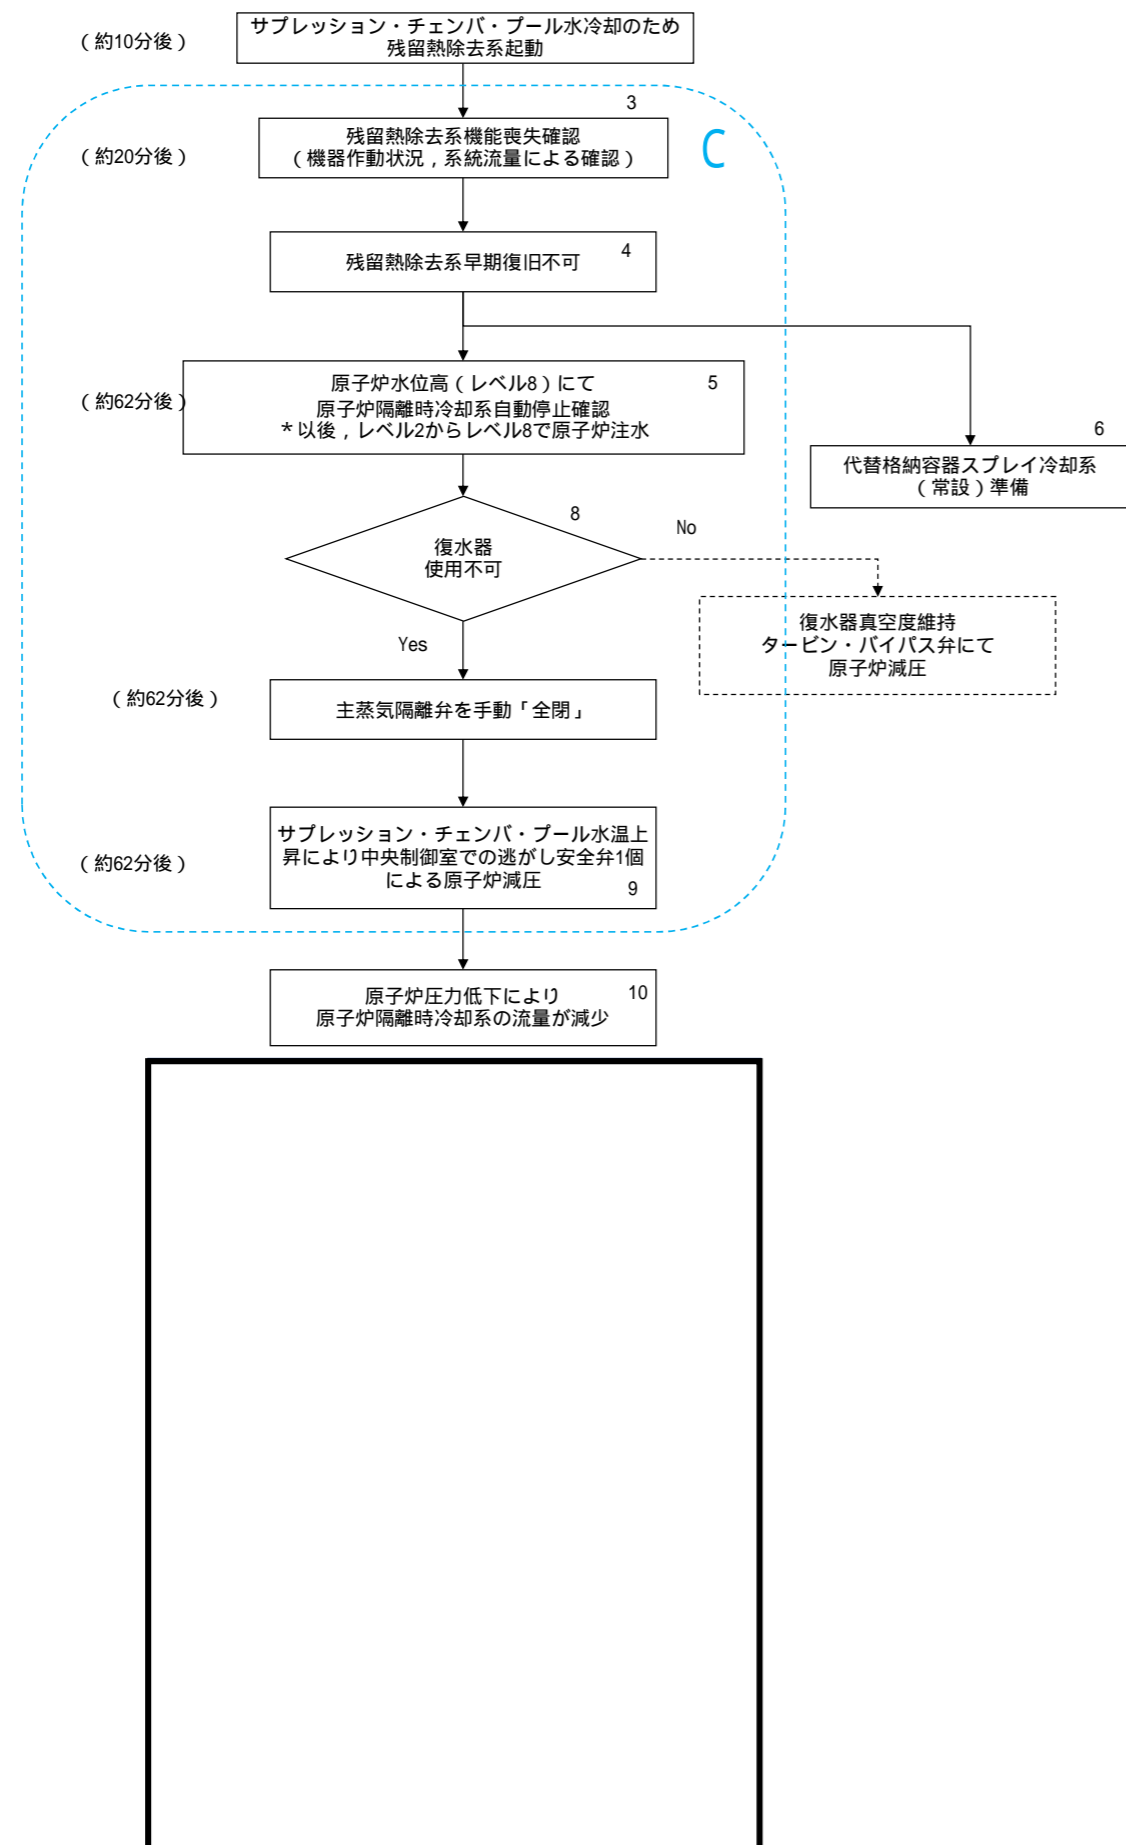 (約10分後)
サプレッション・チェンバ・プール水冷却のため
残留熱除去系起動
3
(約20分後)
残留熱除去系機能喪失確認
(機器作動状況,系統流量による確認)
C
4
残留熱除去系早期復旧不可
(約62分後)
5
原子炉水位高(レベル8)にて
原子炉隔離時冷却系自動停止確認
*以後,レベル2からレベル8で原子炉注水
6
代替格納容器スプレイ冷却系
(常設)準備
8
復水器
使用不可
No
Yes
復水器真空度維持
タービン・バイパス弁にて
原子炉減圧
(約62分後)
主蒸気隔離弁を手動「全閉」
(約62分後)
サプレッション・チェンバ・プール水温上
昇により中央制御室での逃がし安全弁1個
による原子炉減圧
9
10
原子炉圧力低下により
原子炉隔離時冷却系の流量が減少